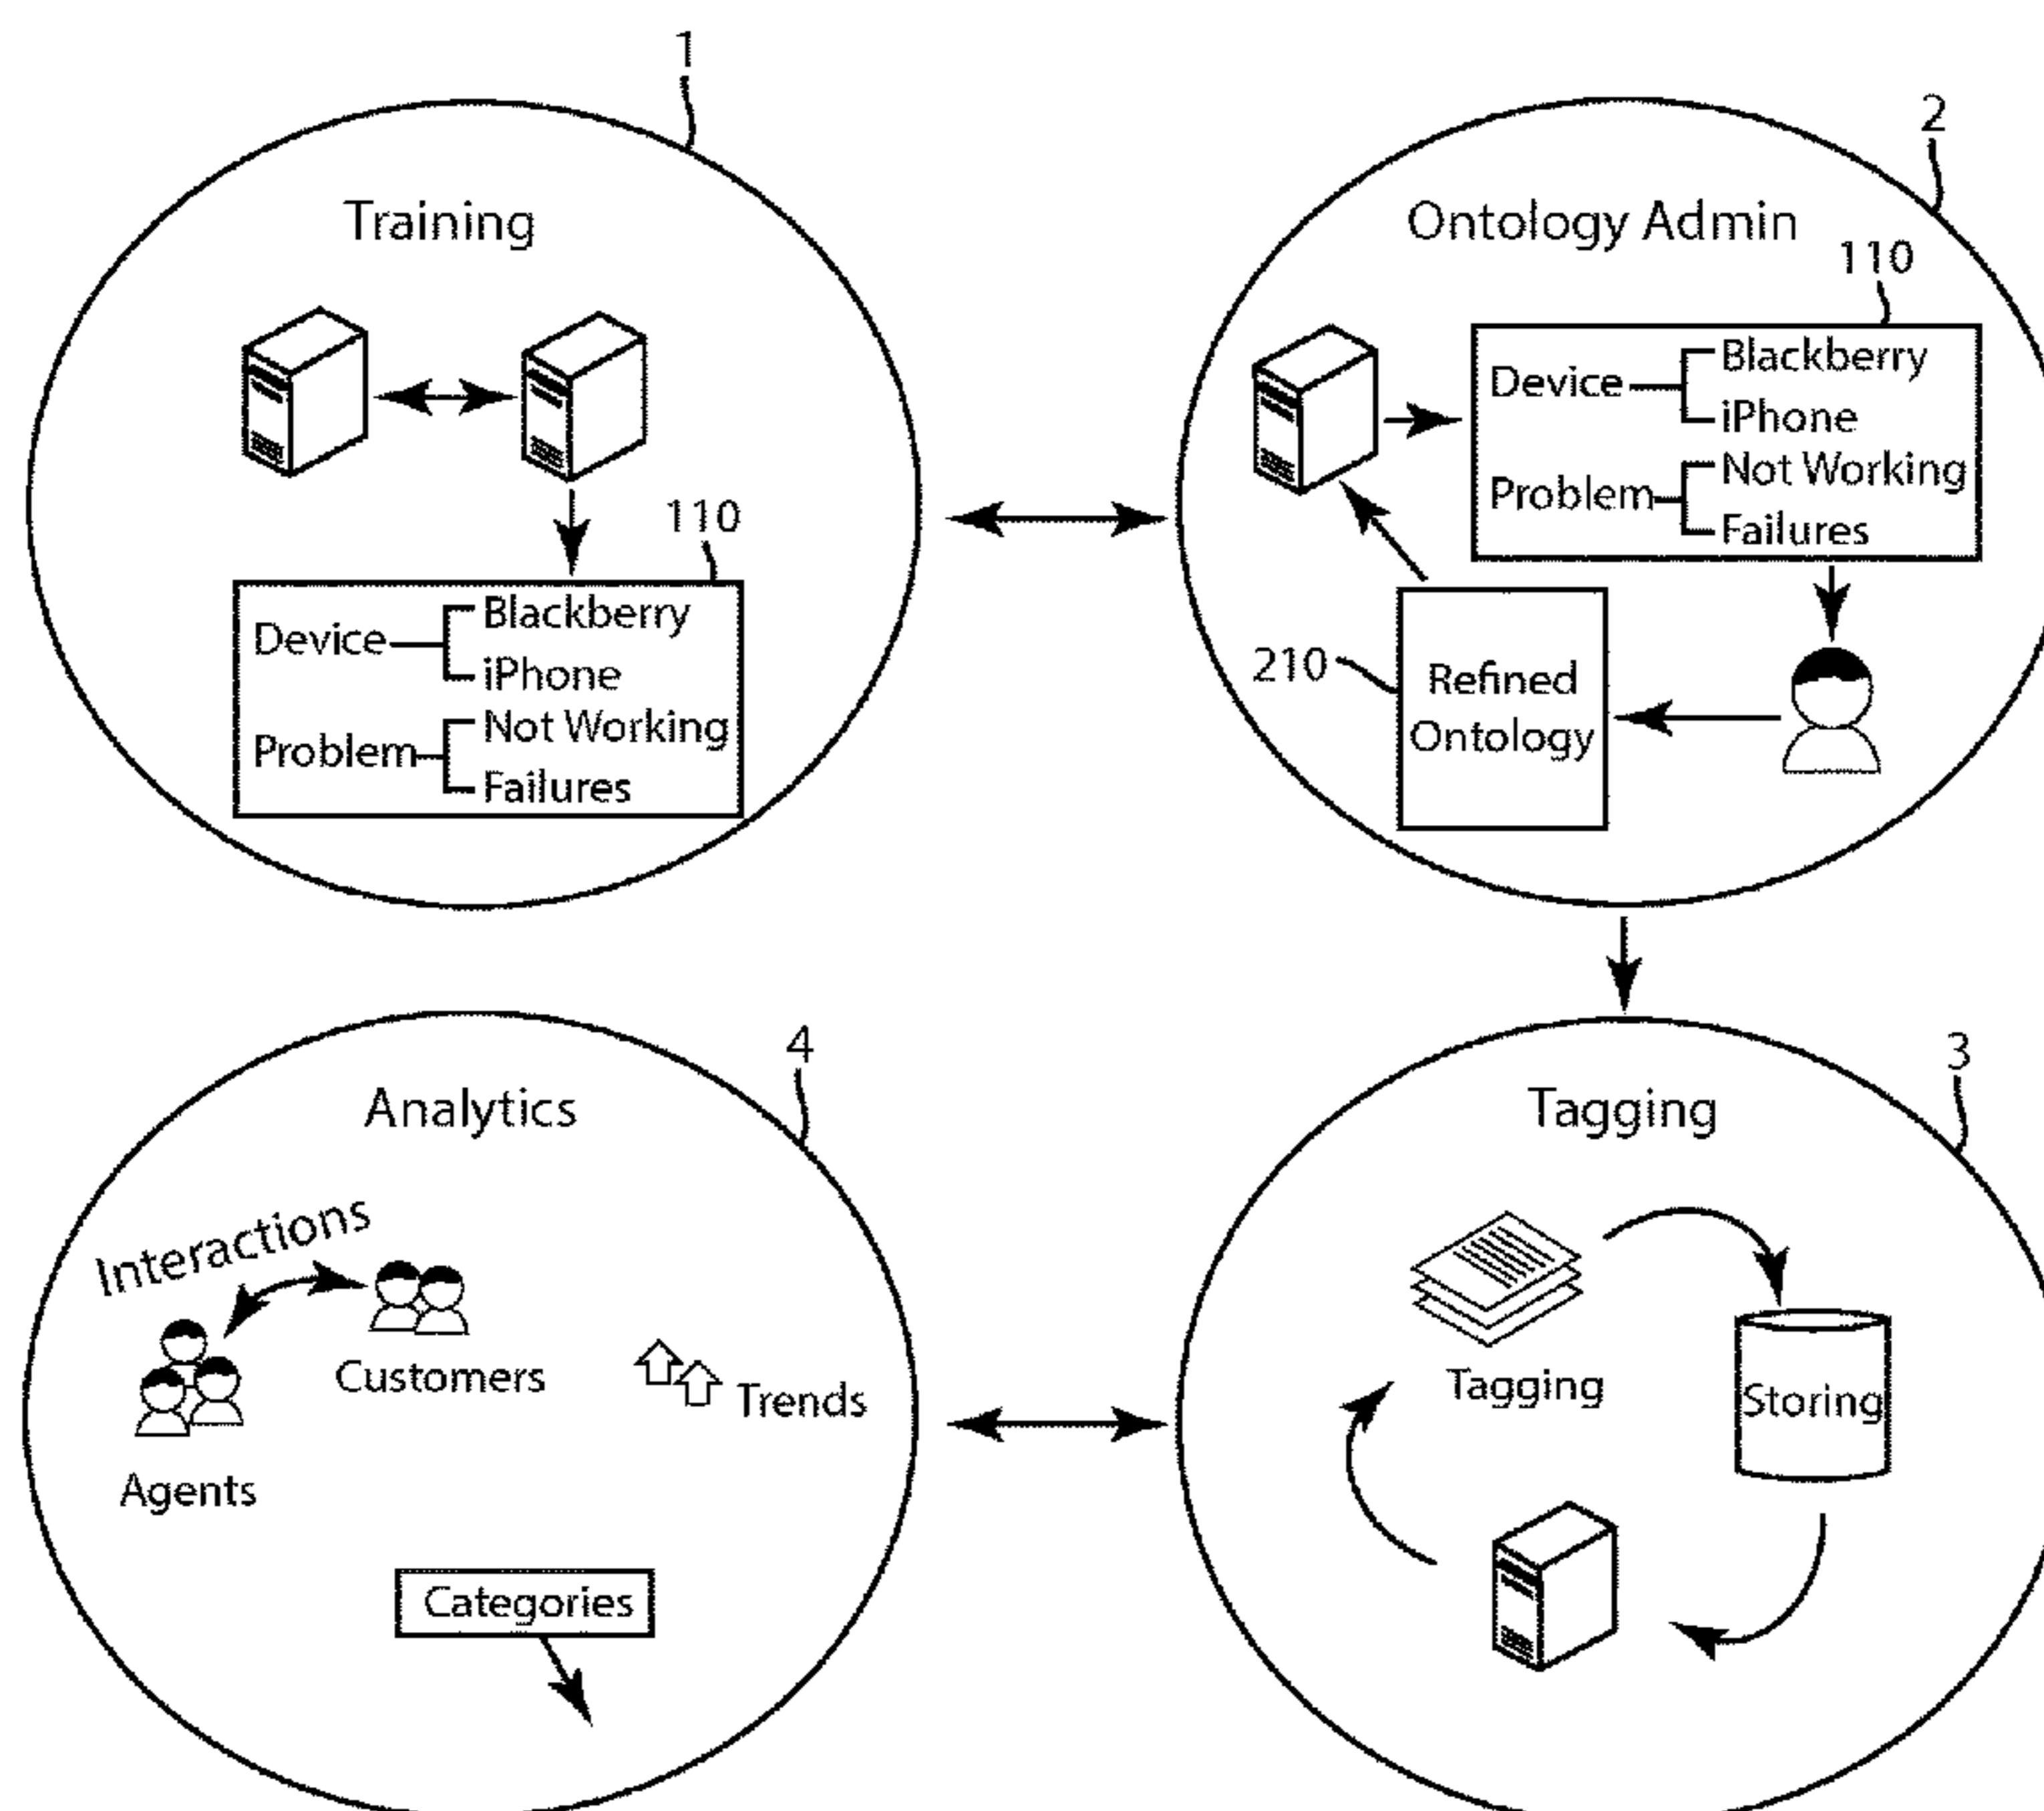 1
Training
110
Device
Blackberry
iPhone
Problem
Not Working
Failures
2
Ontology Admin
110
Device
Blackberry
iPhone
Problem
Not Working
Failures
210
Refined
Ontology
4
Analytics
Interactions
Customers
Agents
Trends
Categories
3
Tagging
Tagging
Storing